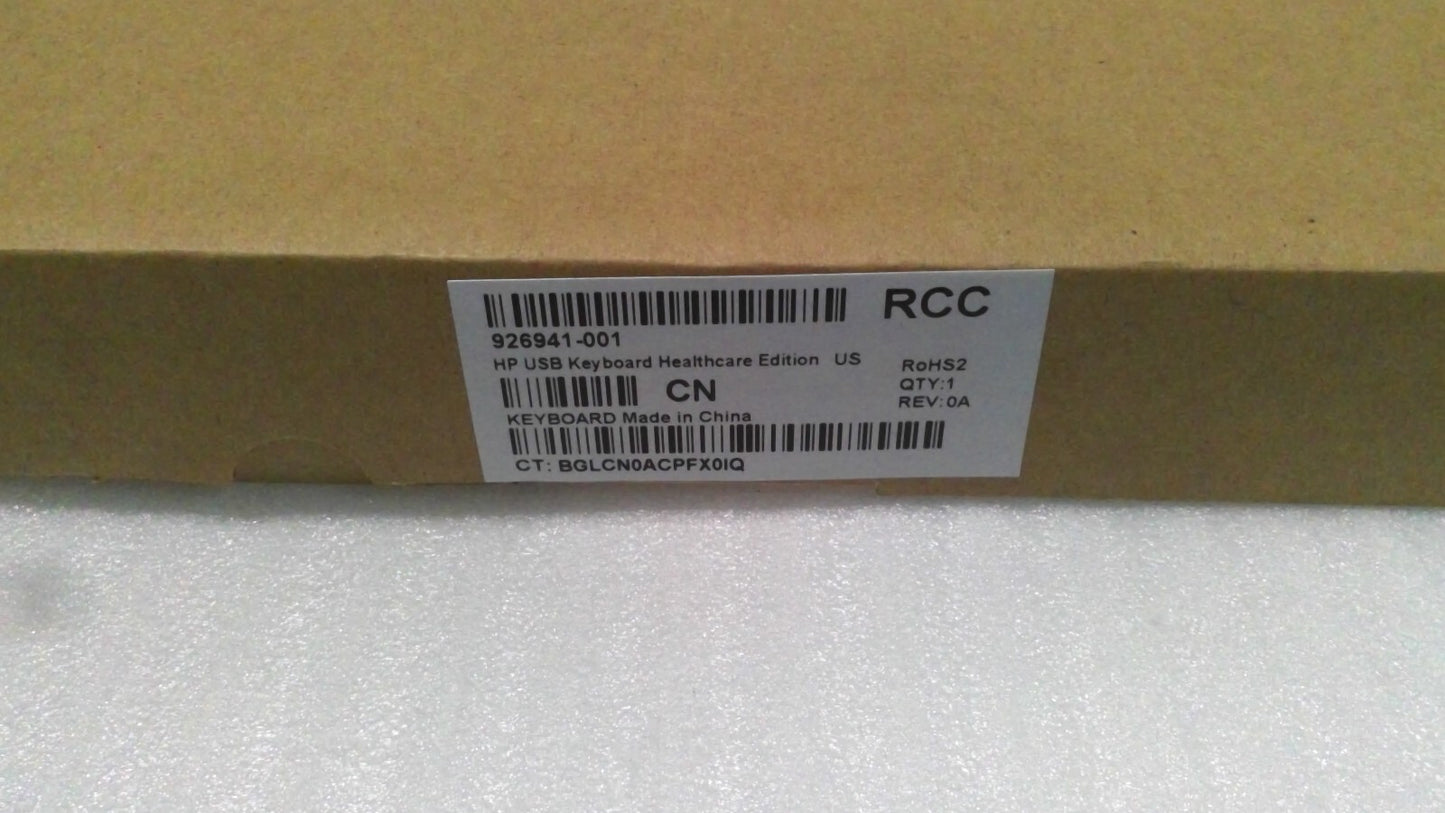 RCC
926941-001
HP USB Keyboard Healthcare Edition US
RoHS2
QTY:1
REV:0A
CN
KEYBOARD Made in China
CT: BGLCN0ACPFX0IQ